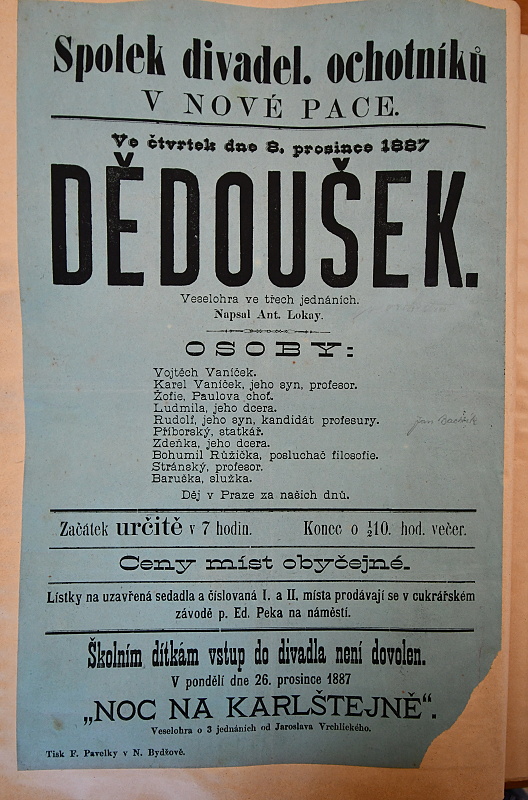 Spolek divadel. ochotníků
V NOVÉ PACE.
Ve čtvrtek dne 8. prosince 1887
DĚDOUŠEK.
Veselohra ve třech jednáních.
Napsal Ant. Lokay.
OSOBY:
Vojtěch Vaníček.
Karel Vaníček, jeho syn, profesor.
Žofie, Paulova choť.
Ludmila, jeho dcera.
Rudolf, jeho syn, kandidát profesury.
Příborský, statkář.
Zdeňka, jeho dcera.
Bohumil Růžička, posluchač filosofie.
Stránský, profesor.
Baruška, služka.
Děj v Praze za našich dnů.
Začátek určitě v 7 hodin. Konec o ½10. hod. večer.
Ceny míst obyčejné.
Lístky na uzavřená sedadla a číslovaná I. a II. místa prodávají se v cukrářském
závodě p. Ed. Peka na náměstí.
Školním dítkám vstup do divadla není dovolen.
V pondělí dne 26. prosince 1887
„NOC NA KARLŠTEJNĚ“.
Veselohra o 3 jednáních od Jaroslava Vrchlického.
Tisk F. Pavelky v N. Bydžově.